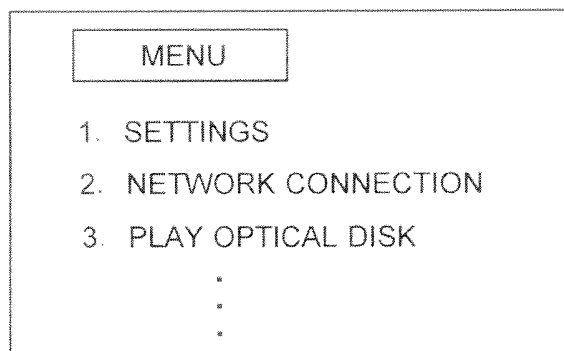 MENU
1. SETTINGS
2. NETWORK CONNECTION
3. PLAY OPTICAL DISK
.
.
.